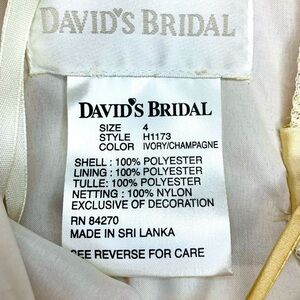 DAVID'S BRIDAL
DAVID'S BRIDAL
SIZE 4
STYLE H1173
COLOR IVORY/CHAMPAGNE
SHELL : 100% POLYESTER
LINING : 100% POLYESTER
TULLE: 100% POLYESTER
NETTING : 100% NYLON
EXCLUSIVE OF DECORATION
RN 84270
MADE IN SRI LANKA
SEE REVERSE FOR CARE